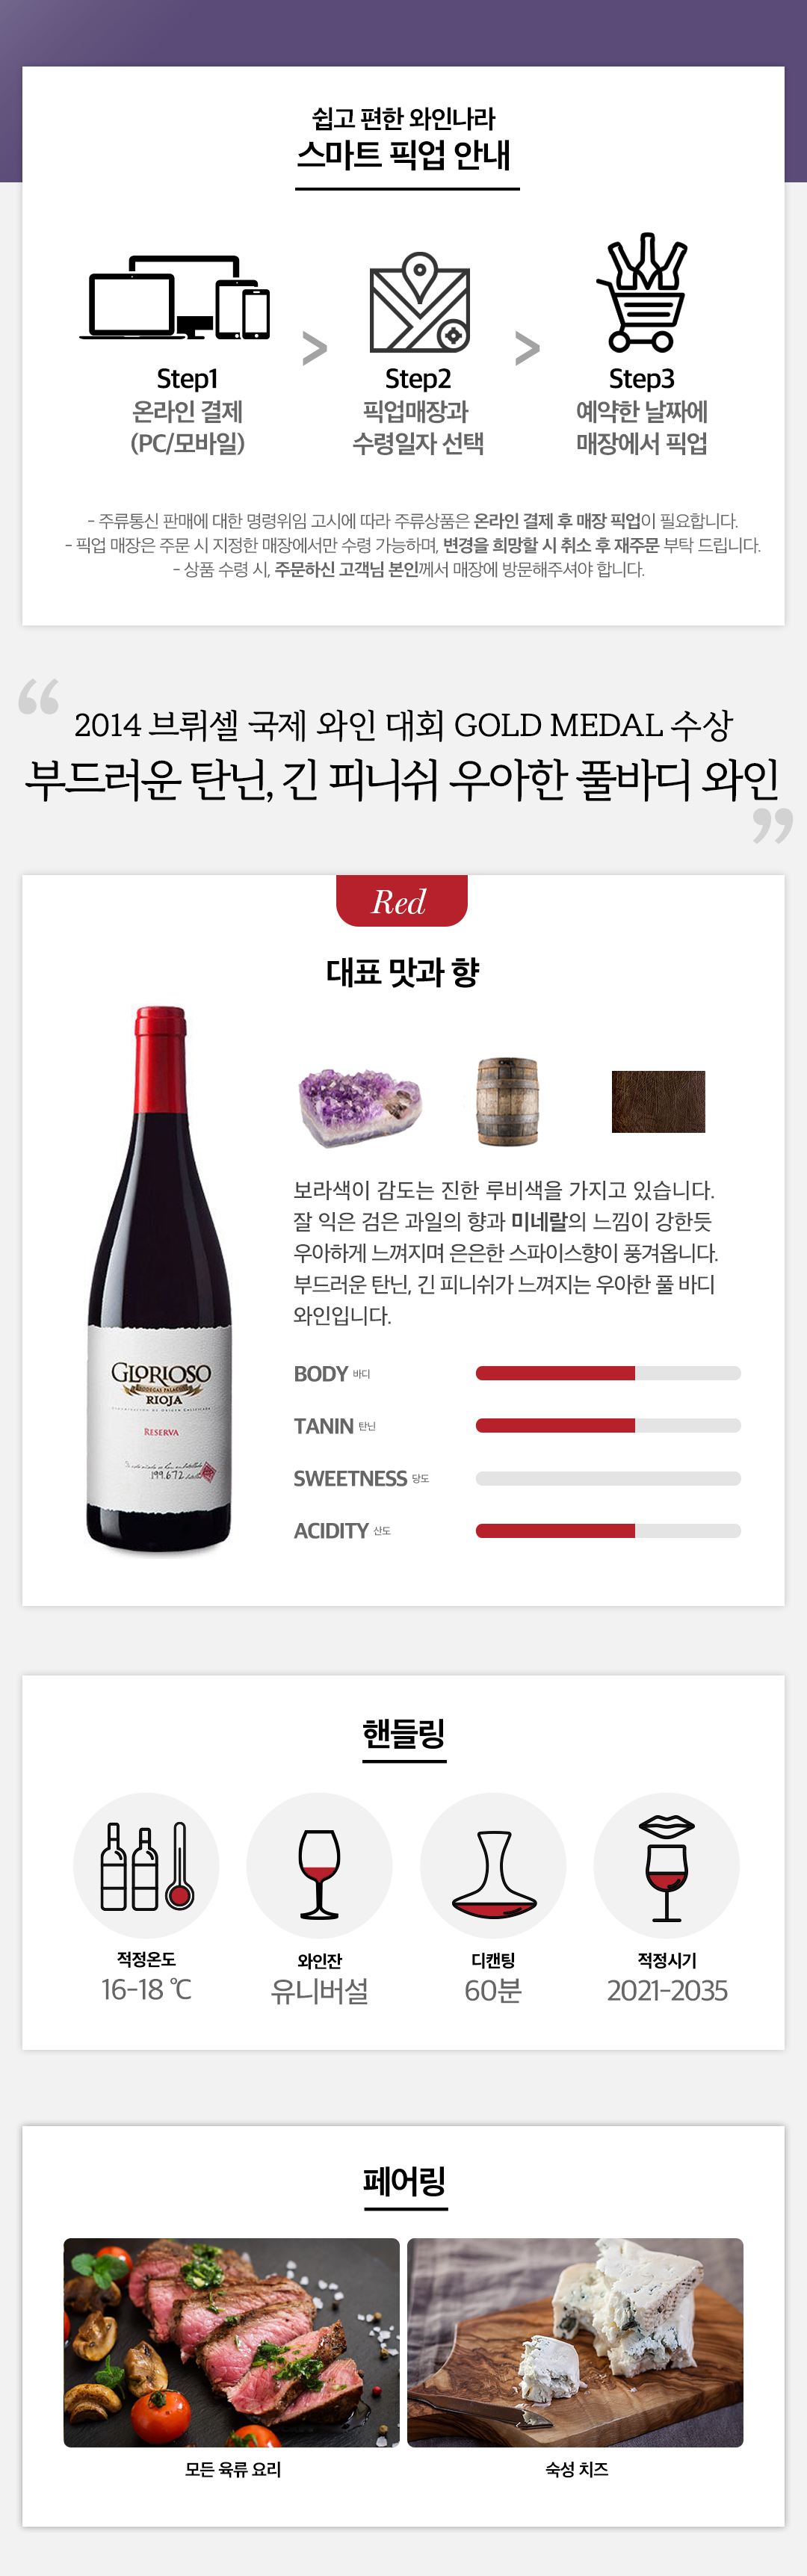 쉽고 편한 와인나라
스마트 픽업 안내
Step1
온라인 결제
(PC/모바일)
>
Step2
픽업매장과
수령일자 선택
>
Step3
예약한 날짜에
매장에서 픽업
- 주류통신 판매에 대한 명령위임 고시에 따라 주류상품은 온라인 결제 후 매장 픽업이 필요합니다.
- 픽업 매장은 주문 시 지정한 매장에서만 수령 가능하며, 변경을 희망할 시 취소 후 재주문 부탁 드립니다.
- 상품 수령 시, 주문하신 고객님 본인께서 매장에 방문해주셔야 합니다.
“
2014 브뤼셀 국제 와인 대회 GOLD MEDAL 수상
부드러운 탄닌, 긴 피니쉬 우아한 풀바디 와인
”
Red
대표 맛과 향
보라색이 감도는 진한 루비색을 가지고 있습니다.
잘 익은 검은 과일의 향과 미네랄의 느낌이 강한듯
우아하게 느껴지며 은은한 스파이스향이 풍겨옵니다.
부드러운 탄닌, 긴 피니쉬가 느껴지는 우아한 풀 바디
와인입니다.
GLORIOSO
BODEGAS PALACIO
RIOJA
RESERVA
199.672
BODY 바디
TANIN 탄닌
SWEETNESS 당도
ACIDITY 산도
핸들링
적정온도
16-18 ℃
와인잔
유니버설
디캔팅
60분
적정시기
2021-2035
페어링
모든 육류 요리
숙성 치즈